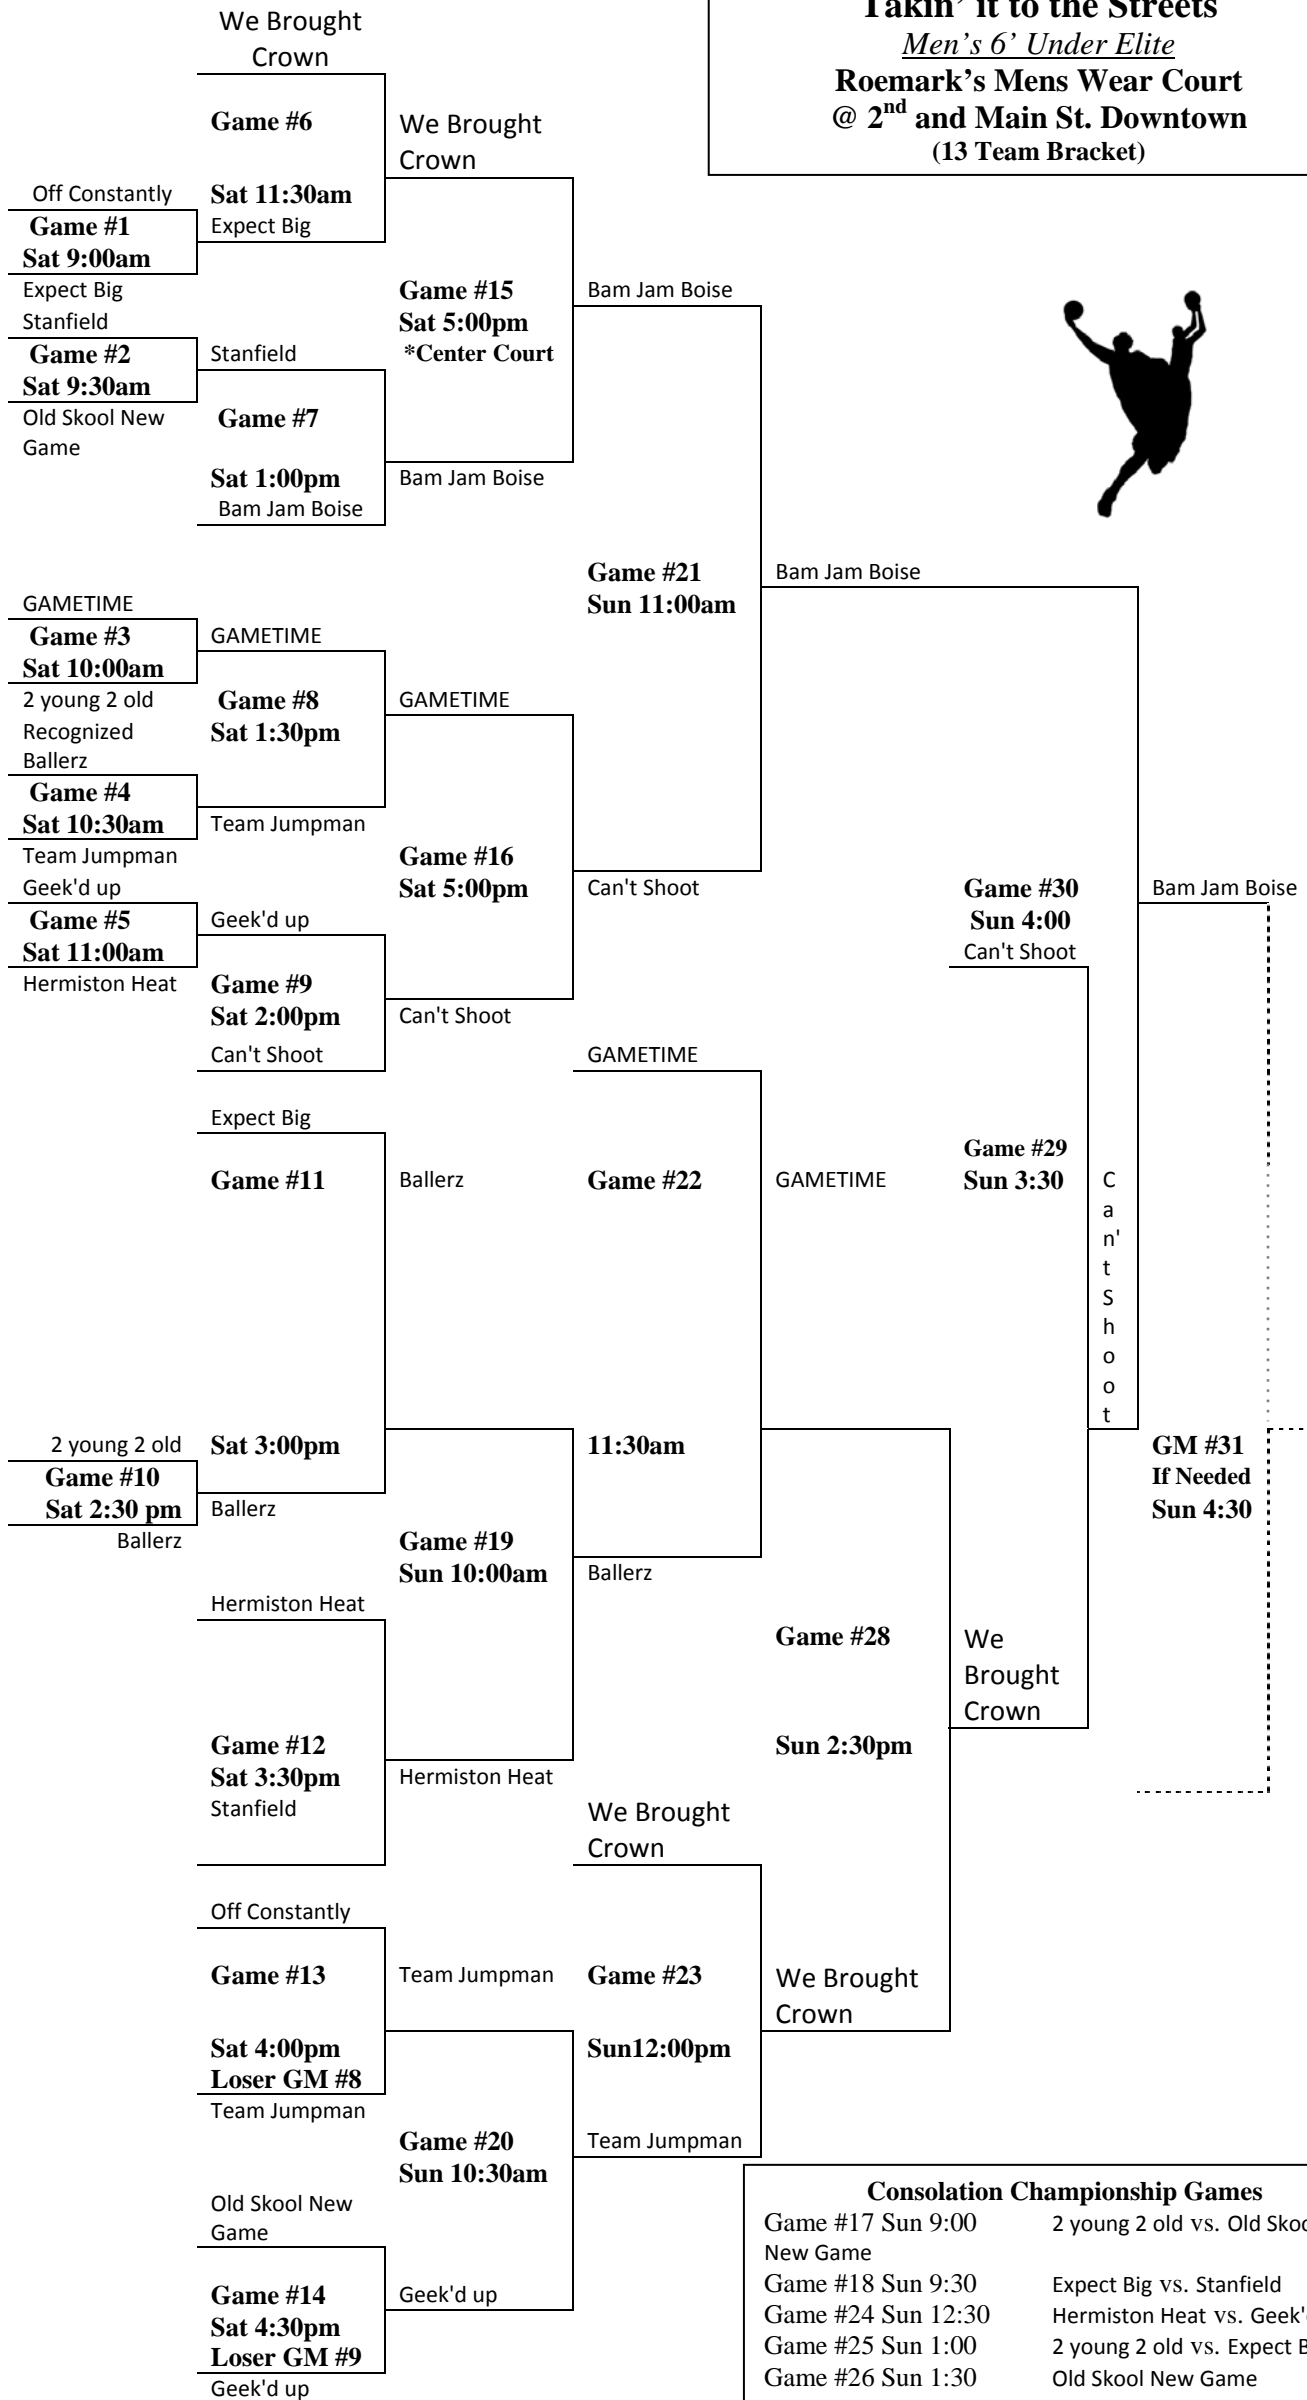 Takin' it to the Streets
Men's 6' Under Elite
Roemark's Mens Wear Court
@ 2nd and Main St. Downtown
(13 Team Bracket)
We Brought
Crown
Game #6
Sat 11:30am
Expect Big
Off Constantly
Game #1
Sat 9:00am
Expect Big
Stanfield
Game #2
Sat 9:30am
Old Skool New
Game
Stanfield
Game #7
Sat 1:00pm
Bam Jam Boise
We Brought
Crown
Game #15
Sat 5:00pm
*Center Court
Bam Jam Boise
Bam Jam Boise
Game #21
Sun 11:00am
Bam Jam Boise
GAMETIME
Game #3
Sat 10:00am
2 young 2 old
Recognized
Ballerz
Game #4
Sat 10:30am
Team Jumpman
Geek'd up
Game #5
Sat 11:00am
Hermiston Heat
GAMETIME
Game #8
Sat 1:30pm
Team Jumpman
Geek'd up
Game #9
Sat 2:00pm
Can't Shoot
GAMETIME
Game #16
Sat 5:00pm
Can't Shoot
Can't Shoot
Game #30
Sun 4:00
Can't Shoot
Bam Jam Boise
GAMETIME
Expect Big
Game #11
Sat 3:00pm
Ballerz
2 young 2 old
Game #10
Sat 2:30 pm
Ballerz
Ballerz
Game #22
11:30am
GAMETIME
Game #29
Sun 3:30
C
a
n'
t
S
h
o
o
t
GM #31
If Needed
Sun 4:30
Game #19
Sun 10:00am
Ballerz
Hermiston Heat
Game #12
Sat 3:30pm
Stanfield
Hermiston Heat
Game #28
Sun 2:30pm
We
Brought
Crown
We Brought
Crown
Off Constantly
Game #13
Sat 4:00pm
Loser GM #8
Team Jumpman
Team Jumpman
Game #23
Sun12:00pm
We Brought
Crown
Game #20
Sun 10:30am
Team Jumpman
Old Skool New
Game
Game #14
Sat 4:30pm
Loser GM #9
Geek'd up
Geek'd up
Consolation Championship Games
Game #17 Sun 9:00 2 young 2 old vs. Old
New Game
Game #18 Sun 9:30 Expect Big vs. Stanfield
Game #24 Sun 12:30 Hermiston Heat vs.
Game #25 Sun 1:00 2 young 2 old vs. Expect
Game #26 Sun 1:30 Old Skool New Game